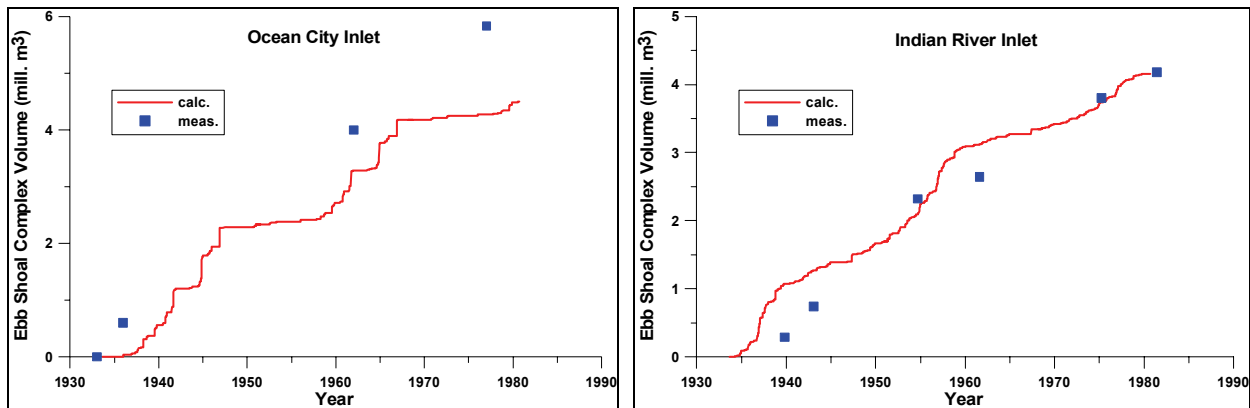 Ocean City Inlet
Ebb Shoal Complex Volume (mill. m3)
6
4
2
0
calc.
meas.
1930 1940 1950 1960 1970 1980 1990
Year
Indian River Inlet
Ebb Shoal Complex Volume (mill. m3)
5
4
3
2
1
0
calc.
meas.
1930 1940 1950 1960 1970 1980 1990
Year